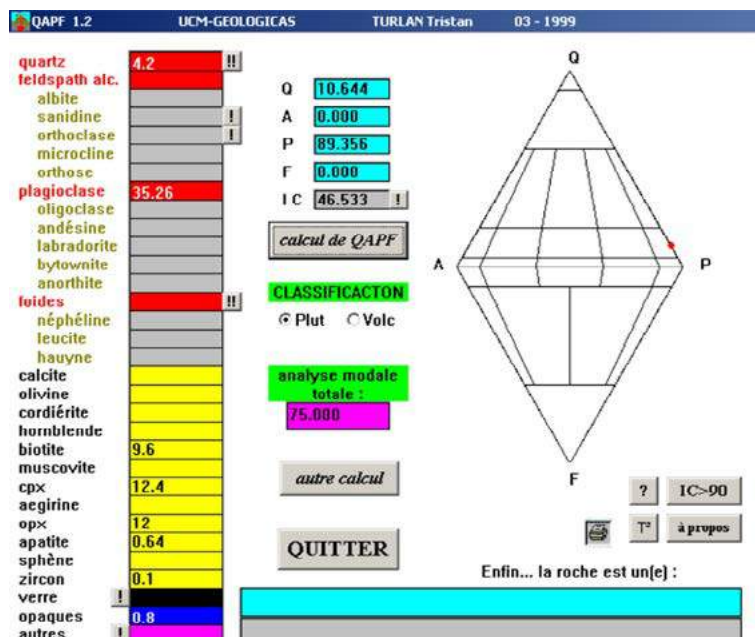 QAPF 1.2 UCM-GEOLOGICAS TURLAN Tristan 03 - 1999
quartz 4.2 !!
feldspath alc.
albite
sanidine !
orthoclase !
microcline
orthose
plagioclase 35.26
oligoclase
andésine
labradorite
bytownite
anorthite
foides !!
néphéline
leucite
hauyne
calcite
olivine
cordiérite
hornblende
biotite 9.6
muscovite
cpx 12.4
aegirine
opx 12
apatite 0.64
sphène
zircon 0.1
verre !
opaques 0.8
autres !
Q 10.644
A 0.000
P 89.356
F 0.000
IC 46.533 !
calcul de QAPF
CLASSIFICACTON
Plut Volc
analyse modale
totale :
75.000
autre calcul
QUITTER
Q
A
P
F
? IC>90
T² à propos
Enfin... la roche est un(e) :